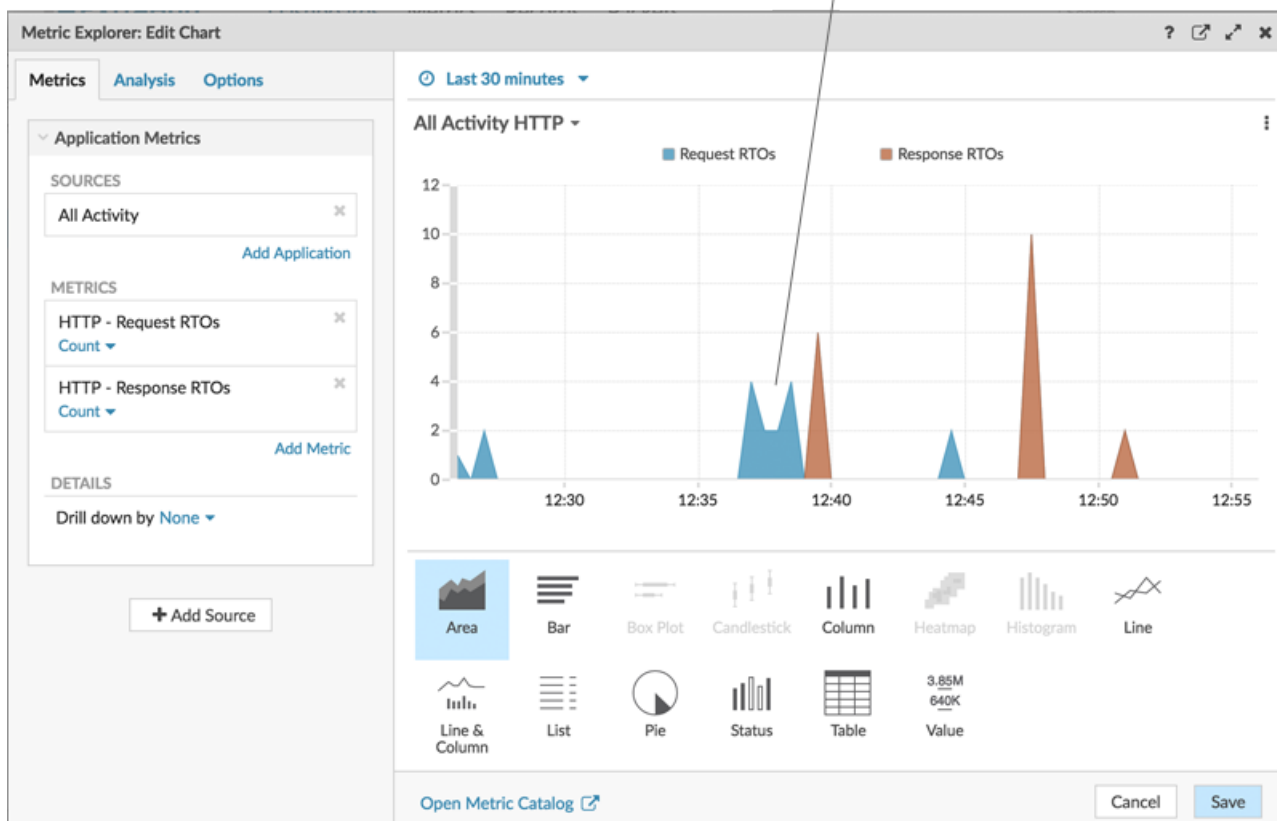 Metric Explorer: Edit Chart
?
Metrics Analysis Options
Application Metrics
SOURCES
All Activity
Add Application
METRICS
HTTP - Request RTOs
Count
HTTP - Response RTOs
Count
Add Metric
DETAILS
Drill down by None
+ Add Source
Last 30 minutes
All Activity HTTP
Request RTOs Response RTOs
12
10
8
6
4
2
0
12:30 12:35 12:40 12:45 12:50 12:55
Area Bar Box Plot Candlestick Column Heatmap Histogram Line
3.85M
640K
Line & Column List Pie Status Table Value
Open Metric Catalog
Cancel Save